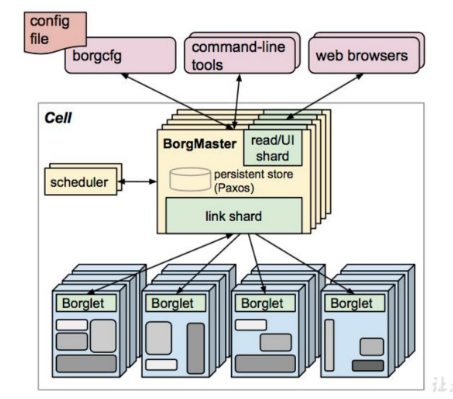 config
file
borgcfg
command-line
tools
web browsers
Cell
BorgMaster
read/UI
shard
persistent store
(Paxos)
scheduler
link shard
Borglet
Borglet
Borglet
Borglet